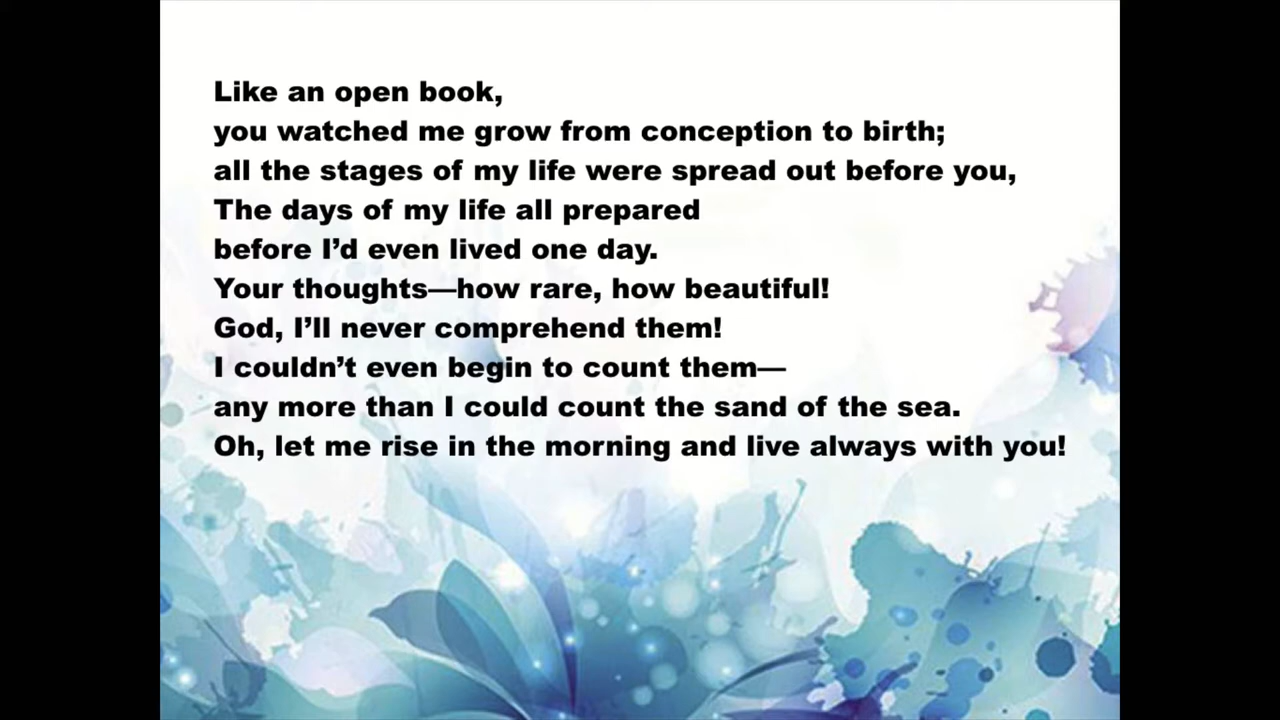 Like an open book,
you watched me grow from conception to birth;
all the stages of my life were spread out before you,
The days of my life all prepared
before I’d even lived one day.
Your thoughts—how rare, how beautiful!
God, I’ll never comprehend them!
I couldn’t even begin to count them—
any more than I could count the sand of the sea.
Oh, let me rise in the morning and live always with you!